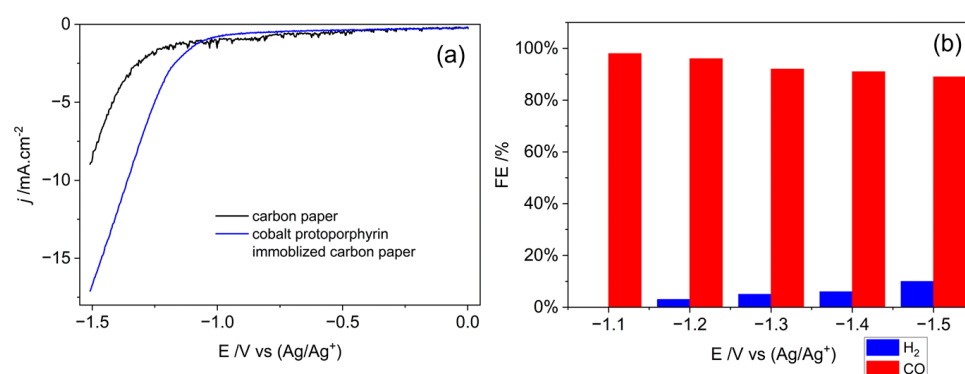 (a)
0
−5
−10
−15
j /mA.cm⁻²
carbon paper
cobalt protoporphyrin
immoblized carbon paper
−1.5
−1.0
−0.5
0.0
E /V vs (Ag/Ag⁺)
(b)
100%
80%
60%
40%
20%
0%
FE /%
−1.1
−1.2
−1.3
−1.4
−1.5
E /V vs (Ag/Ag⁺)
H₂
CO